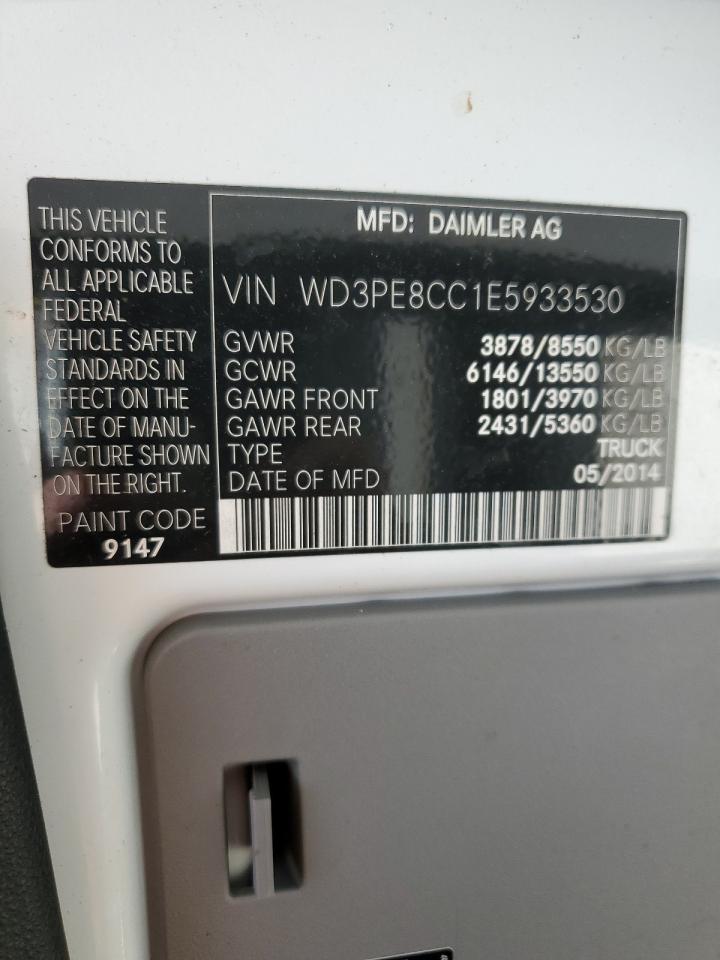 THIS VEHICLE
CONFORMS TO
ALL APPLICABLE
FEDERAL
VEHICLE SAFETY
STANDARDS IN
EFFECT ON THE
DATE OF MANU-
FACTURE SHOWN
ON THE RIGHT.
PAINT CODE
9147
MFD: DAIMLER AG
VIN WD3PE8CC1E5933530
GVWR 3878/8550 KG/LB
GCWR 6146/13550 KG/LB
GAWR FRONT 1801/3970 KG/LB
GAWR REAR 2431/5360 KG/LB
TYPE TRUCK
DATE OF MFD 05/2014